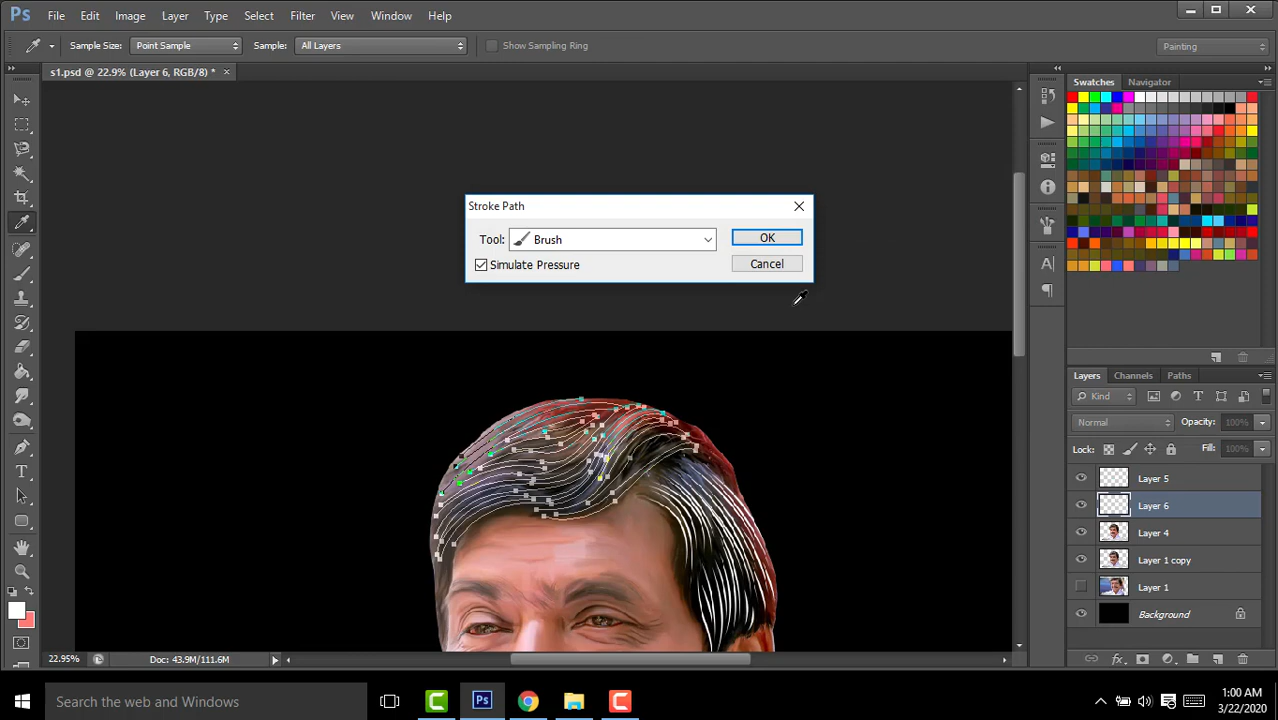 Ps File Edit Image Layer Type Select Filter View Window Help
Sample Size: Point Sample Sample: All Layers Show Sampling Ring Painting
s1.psd @ 22.9% (Layer 6, RGB/8) * ×
Swatches Navigator
Stroke Path
Tool: Brush OK
Simulate Pressure Cancel
Layers Channels Paths
Kind
Normal Opacity: 100%
Lock: Fill: 100%
Layer 5
Layer 6
Layer 4
Layer 1 copy
Layer 1
Background
22.95% Doc: 43.9M/111.6M
Search the web and Windows
1:00 AM
3/22/2020